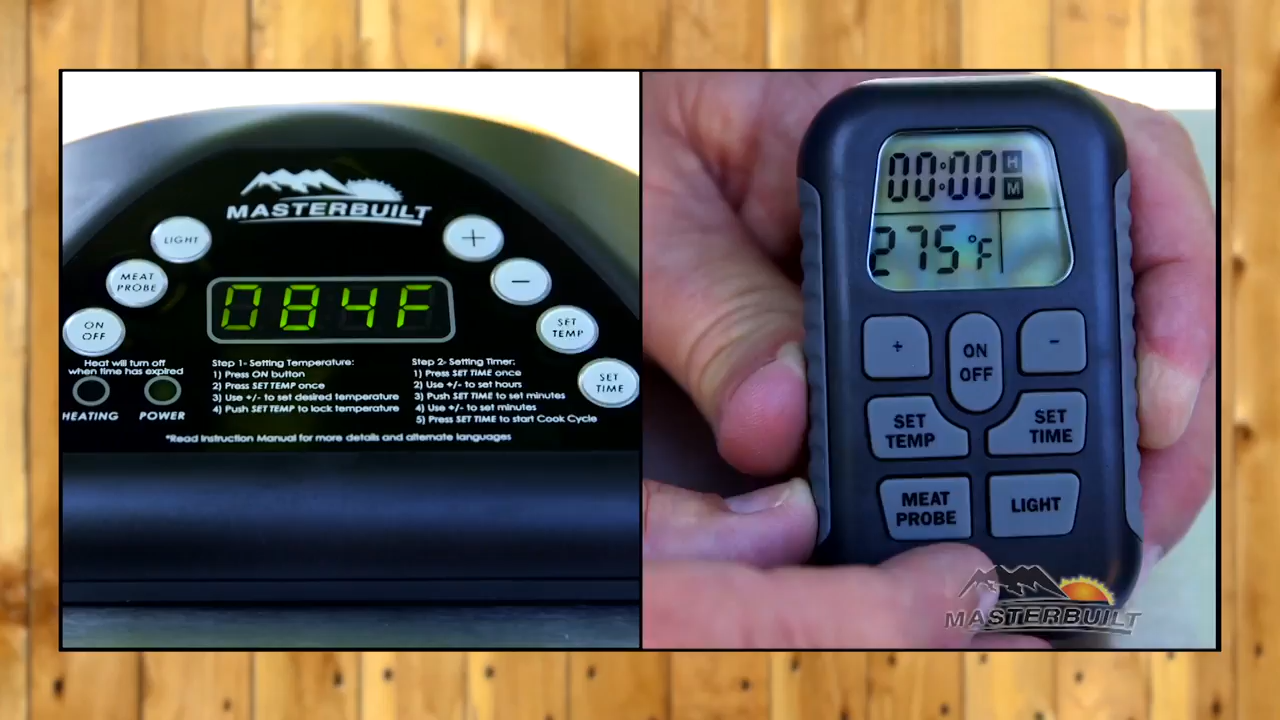 MASTERBUILT
LIGHT
MEAT
PROBE
ON
OFF
084F
+
−
SET
TEMP
SET
TIME
Heat will turn off
when time has expired
HEATING
POWER
Step 1- Setting Temperature:
1) Press ON button
2) Press SET TEMP once
3) Use +/- to set desired temperature
4) Push SET TEMP to lock temperature
Step 2- Setting Timer:
1) Press SET TIME once
2) Use +/- to set hours
3) Push SET TIME to set minutes
4) Use +/- to set minutes
5) Press SET TIME to start Cook Cycle
*Read Instruction Manual for more details and alternate languages
00:00 H
M
275°F
+
ON
OFF
-
SET
TEMP
SET
TIME
MEAT
PROBE
LIGHT
MASTERBUILT